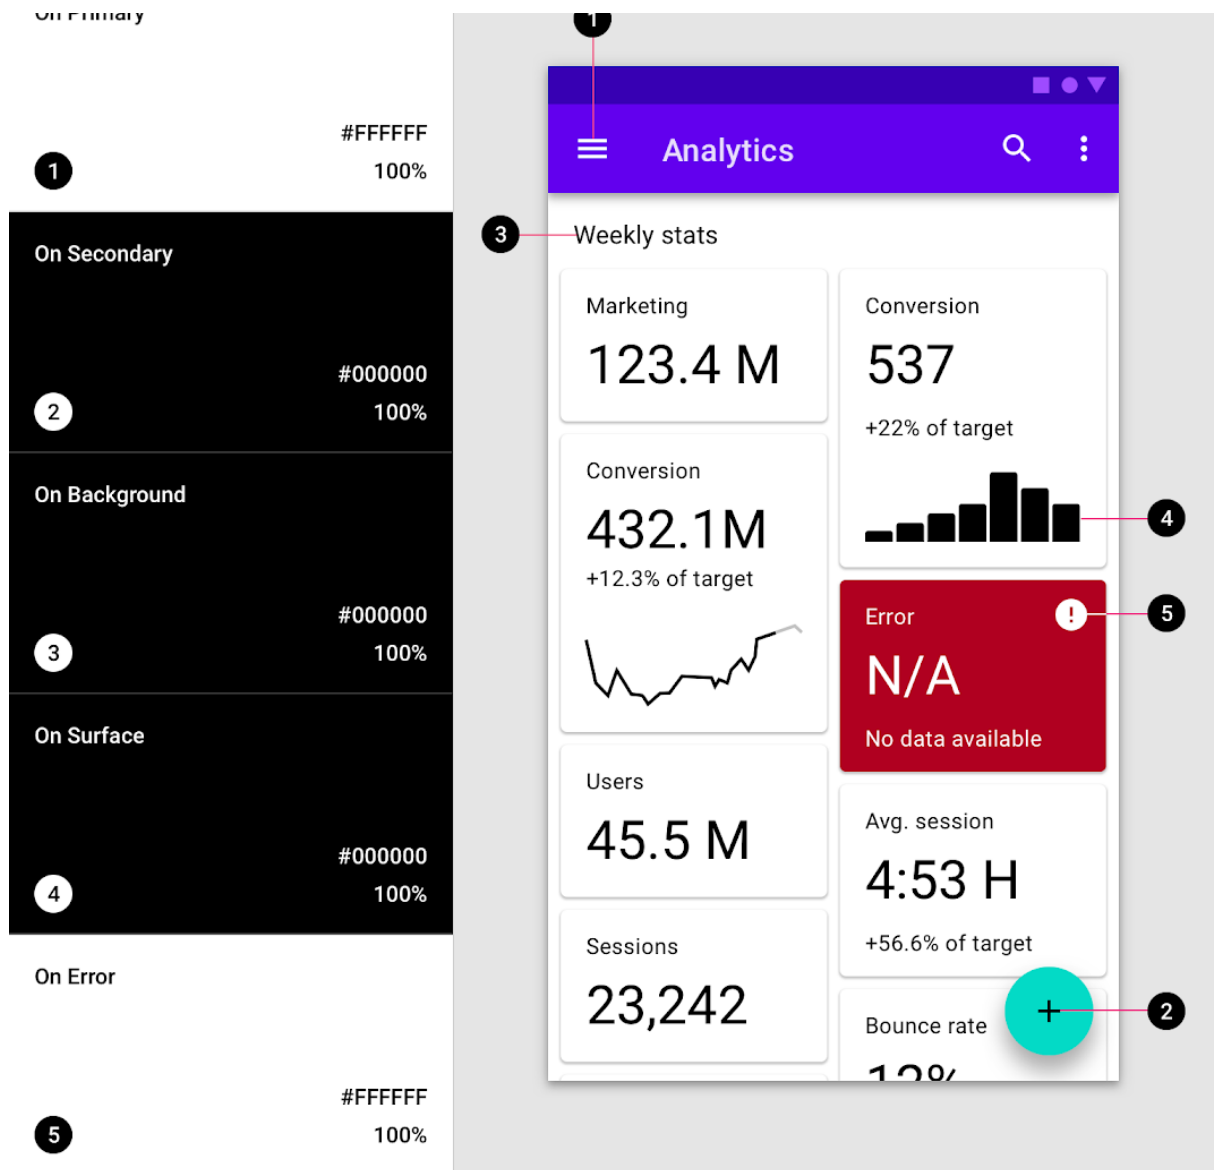 On Primary
#FFFFFF
1
100%
On Secondary
#000000
2
100%
On Background
#000000
3
100%
On Surface
#000000
4
100%
On Error
#FFFFFF
5
100%
1
Analytics
3
Weekly stats
Marketing
123.4 M
Conversion
432.1M
+12.3% of target
Users
45.5 M
Sessions
23,242
Conversion
537
+22% of target
4
Error
!
5
N/A
No data available
Avg. session
4:53 H
+56.6% of target
+
2
Bounce rate
12%